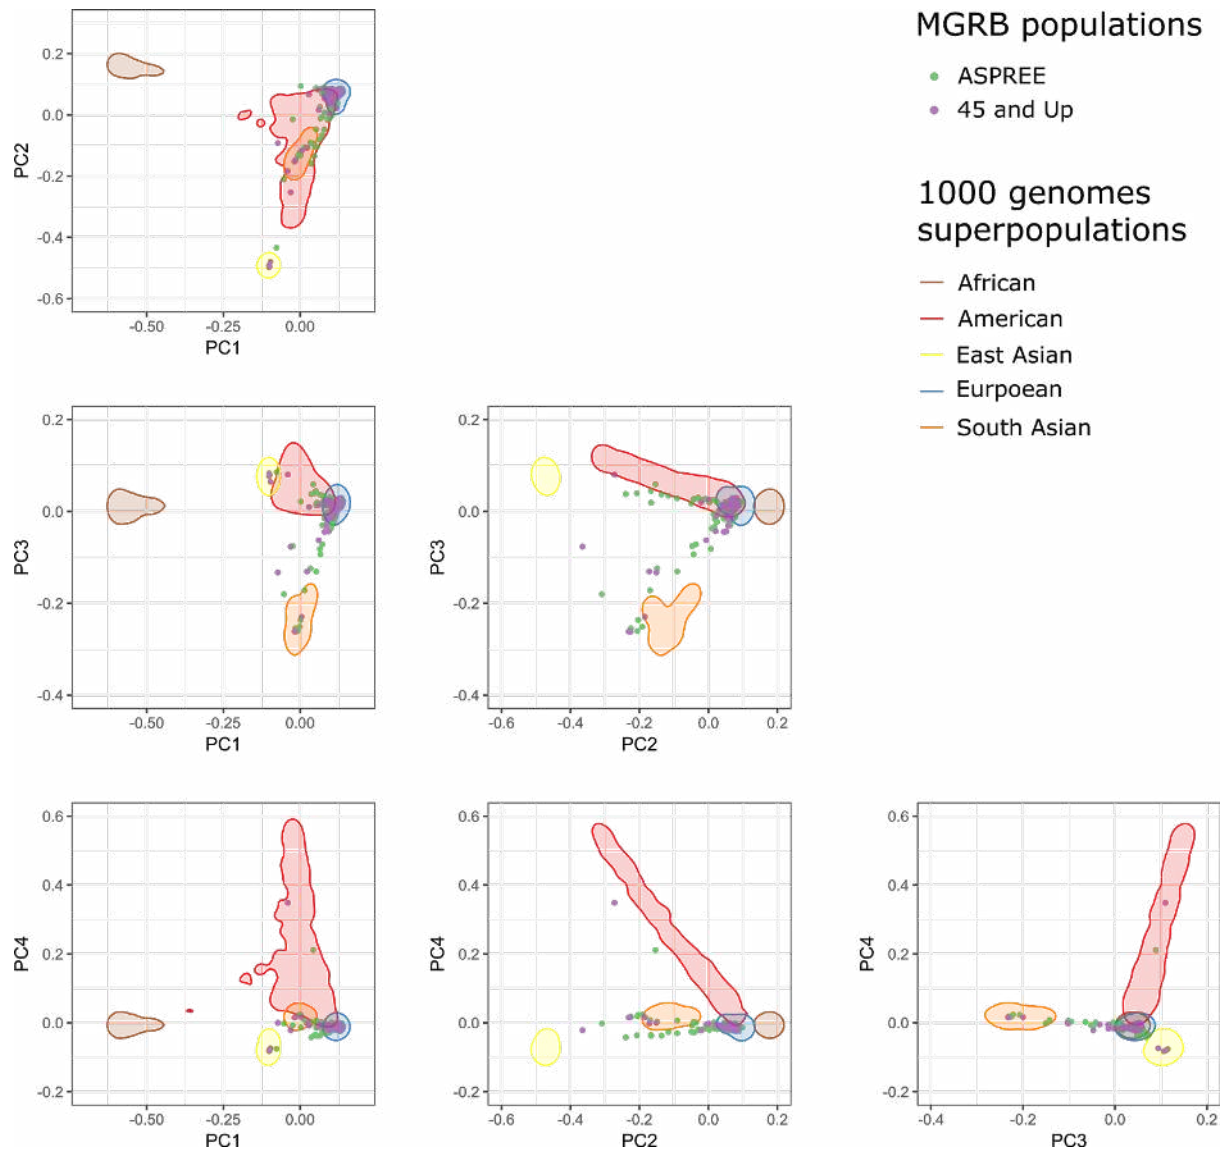 MGRB populations
ASPREE
45 and Up
1000 genomes
superpopulations
African
American
East Asian
Eurpoean
South Asian
0.2
0.0
-0.2
-0.4
-0.6
PC2
-0.50 -0.25 0.00
PC1
0.2
0.0
-0.2
-0.4
PC3
-0.50 -0.25 0.00
PC1
0.2
0.0
-0.2
-0.4
PC3
-0.6 -0.4 -0.2 0.0 0.2
PC2
0.6
0.4
0.2
0.0
-0.2
PC4
-0.50 -0.25 0.00
PC1
0.6
0.4
0.2
0.0
-0.2
PC4
-0.6 -0.4 -0.2 0.0 0.2
PC2
0.6
0.4
0.2
0.0
-0.2
PC4
-0.4 -0.2 0.0 0.2
PC3